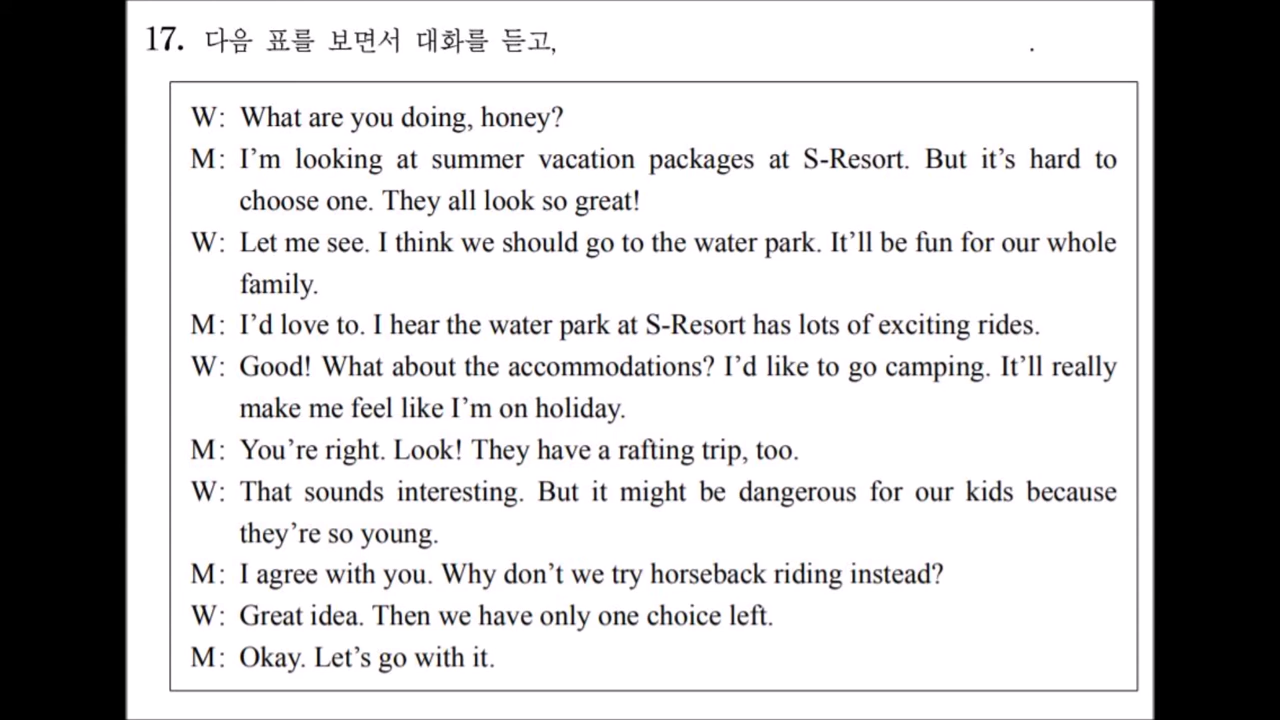 17. 다음 표를 보면서 대화를 듣고, .
W: What are you doing, honey?
M: I'm looking at summer vacation packages at S-Resort. But it's hard to
choose one. They all look so great!
W: Let me see. I think we should go to the water park. It'll be fun for our whole
family.
M: I'd love to. I hear the water park at S-Resort has lots of exciting rides.
W: Good! What about the accommodations? I'd like to go camping. It'll really
make me feel like I'm on holiday.
M: You're right. Look! They have a rafting trip, too.
W: That sounds interesting. But it might be dangerous for our kids because
they're so young.
M: I agree with you. Why don't we try horseback riding instead?
W: Great idea. Then we have only one choice left.
M: Okay. Let's go with it.